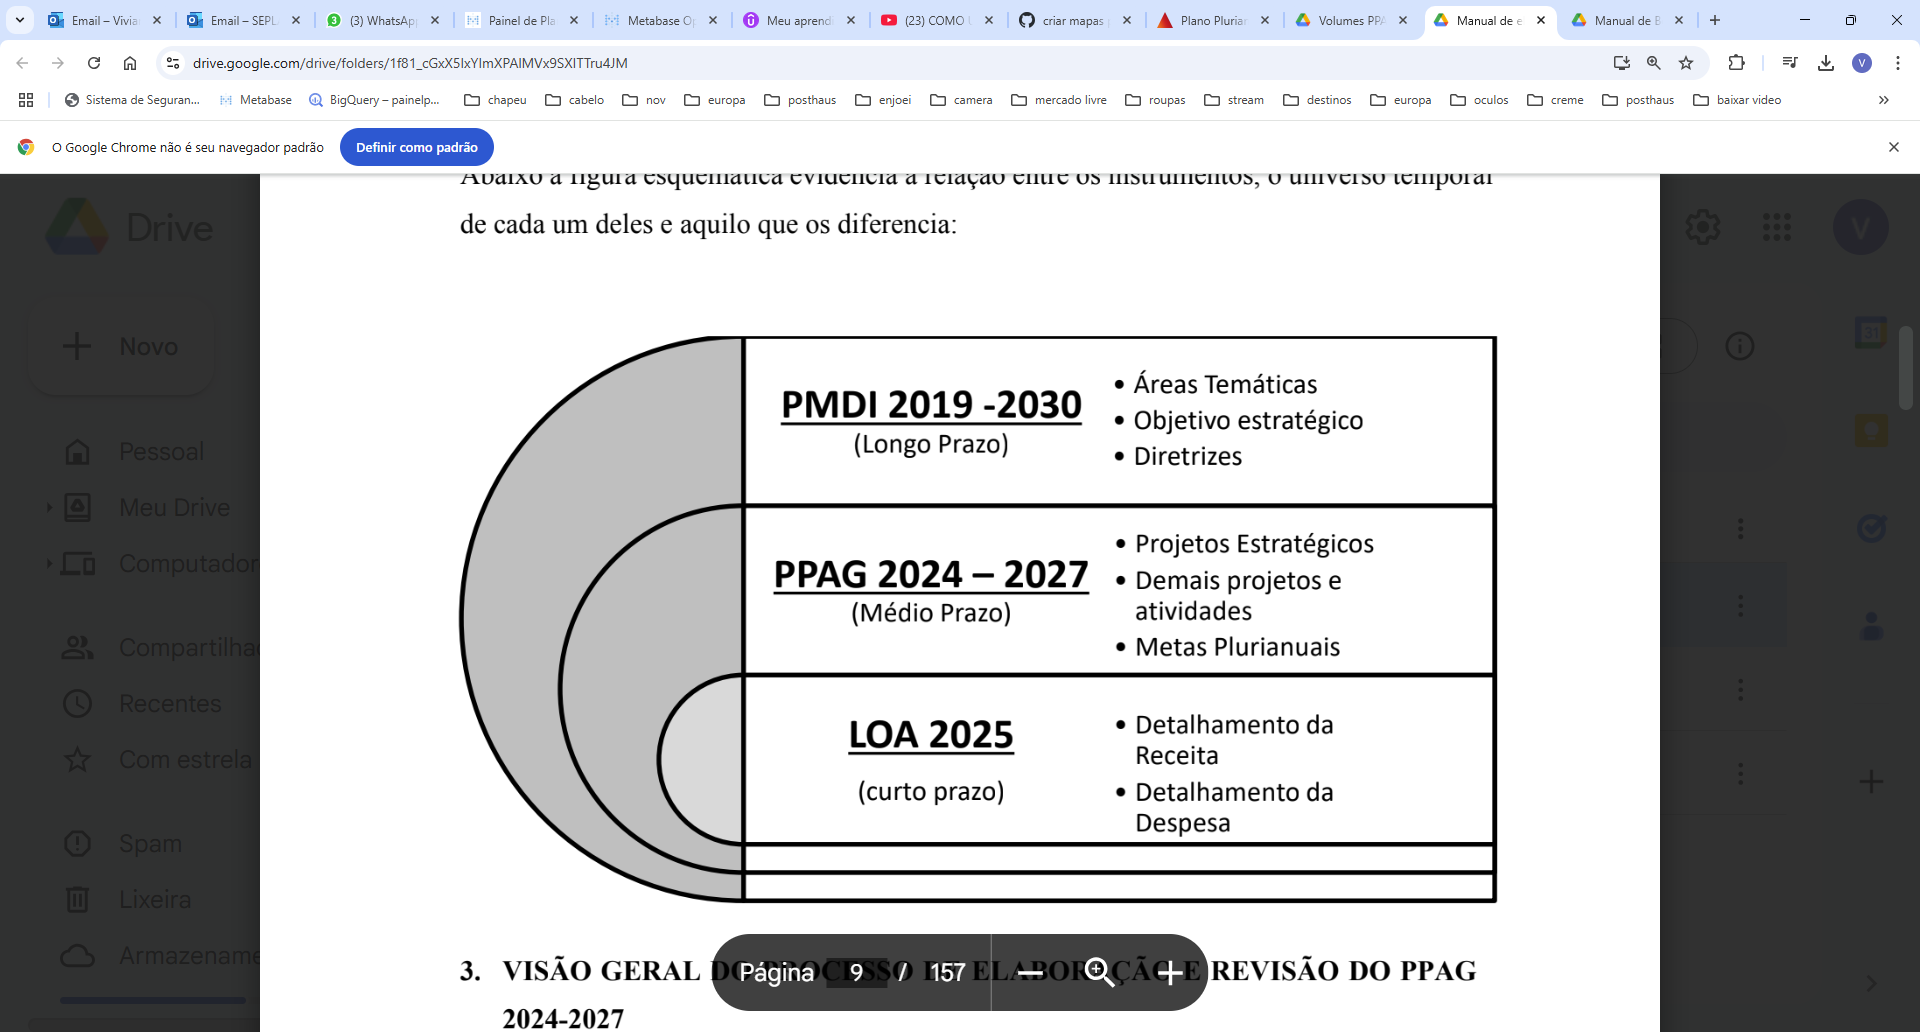 Email – Vivia
Email – SEPL
(3) WhatsAp
Painel de Pla
Metabase Op
Meu aprendi
(23) COMO
criar mapas
Plano Plurian
Volumes PPA
Manual de e
Manual de B
drive.google.com/drive/folders/1f81_cGxX5IxYlmXPAlMVx9SXlTTru4JM
V
Sistema de Seguran...
Metabase
BigQuery – painelp...
chapeu
cabelo
nov
europa
posthaus
enjoei
camera
mercado livre
roupas
stream
destinos
europa
oculos
creme
posthaus
baixar video
O Google Chrome não é seu navegador padrão
Definir como padrão
Abaixo a figura esquemática evidencia a relação entre os instrumentos, o universo temporal
de cada um deles e aquilo que os diferencia:
Drive
V
Novo
Pessoal
Meu Drive
Computador
Compartilha
Recentes
Com estrela
Spam
Lixeira
Armazename
31
PMDI 2019 -2030
(Longo Prazo)
• Áreas Temáticas
• Objetivo estratégico
• Diretrizes
PPAG 2024 – 2027
(Médio Prazo)
• Projetos Estratégicos
• Demais projetos e
atividades
• Metas Plurianuais
LOA 2025
(curto prazo)
• Detalhamento da
Receita
• Detalhamento da
Despesa
3. VISÃO GERAL DO PROCESSO DE ELABORAÇÃO E REVISÃO DO PPAG
2024-2027
Página 9 / 157